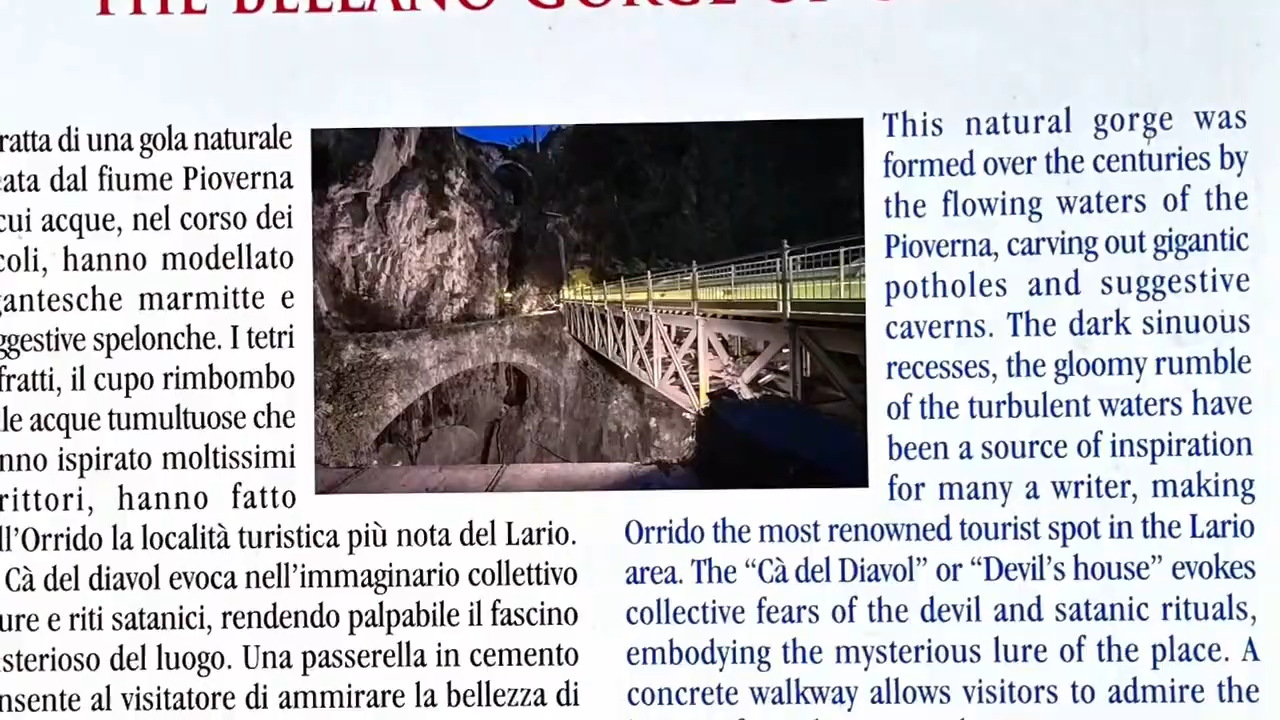 THE BELLANO GORGE OF
ratta di una gola naturale
ata dal fiume Pioverna
cui acque, nel corso dei
coli, hanno modellato
gantesche marmitte e
ggestive spelonche. I tetri
fratti, il cupo rimbombo
lle acque tumultuose che
nno ispirato moltissimi
rittori, hanno fatto
ll'Orrido la località turistica più nota del Lario.
Cà del diavol evoca nell'immaginario collettivo
ure e riti satanici, rendendo palpabile il fascino
sterioso del luogo. Una passerella in cemento
nsente al visitatore di ammirare la bellezza di
This natural gorge was
formed over the centuries by
the flowing waters of the
Pioverna, carving out gigantic
potholes and suggestive
caverns. The dark sinuous
recesses, the gloomy rumble
of the turbulent waters have
been a source of inspiration
for many a writer, making
Orrido the most renowned tourist spot in the Lario
area. The “Cà del Diavol” or “Devil’s house” evokes
collective fears of the devil and satanic rituals,
embodying the mysterious lure of the place. A
concrete walkway allows visitors to admire the